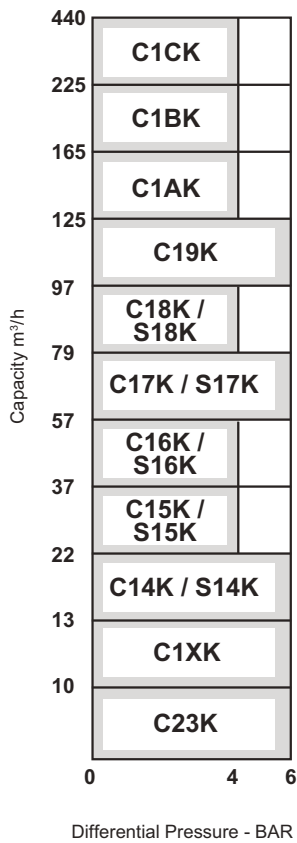 440
C1CK
225
C1BK
165
C1AK
125
C19K
97
C18K /
S18K
79
C17K / S17K
57
C16K /
S16K
37
C15K /
S15K
22
C14K / S14K
13
C1XK
10
C23K
Capacity m³/h
0 4 6
Differential Pressure - BAR